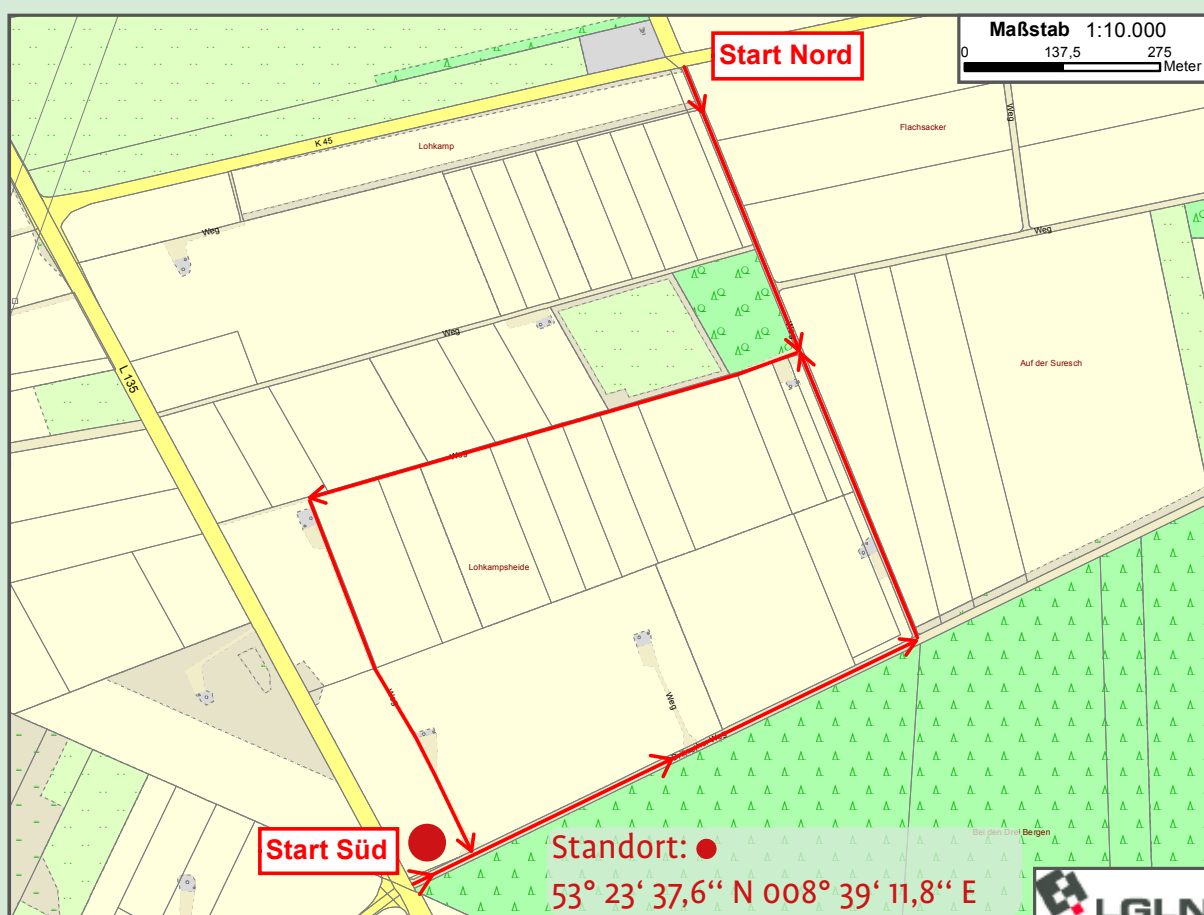 Maßstab 1:10.000
0 137,5 275
Meter
Start Nord
K 45
Lohkamp
Flachsacker
Weg
Weg
Weg
Weg
Weg
L 135
Auf der Suresch
Weg
Lohkampsheide
Weg
Weg
Start Süd
Bei den Drei Bergen
Standort:
53° 23‘ 37,6‘‘ N 008° 39‘ 11,8‘‘ E
LGLN